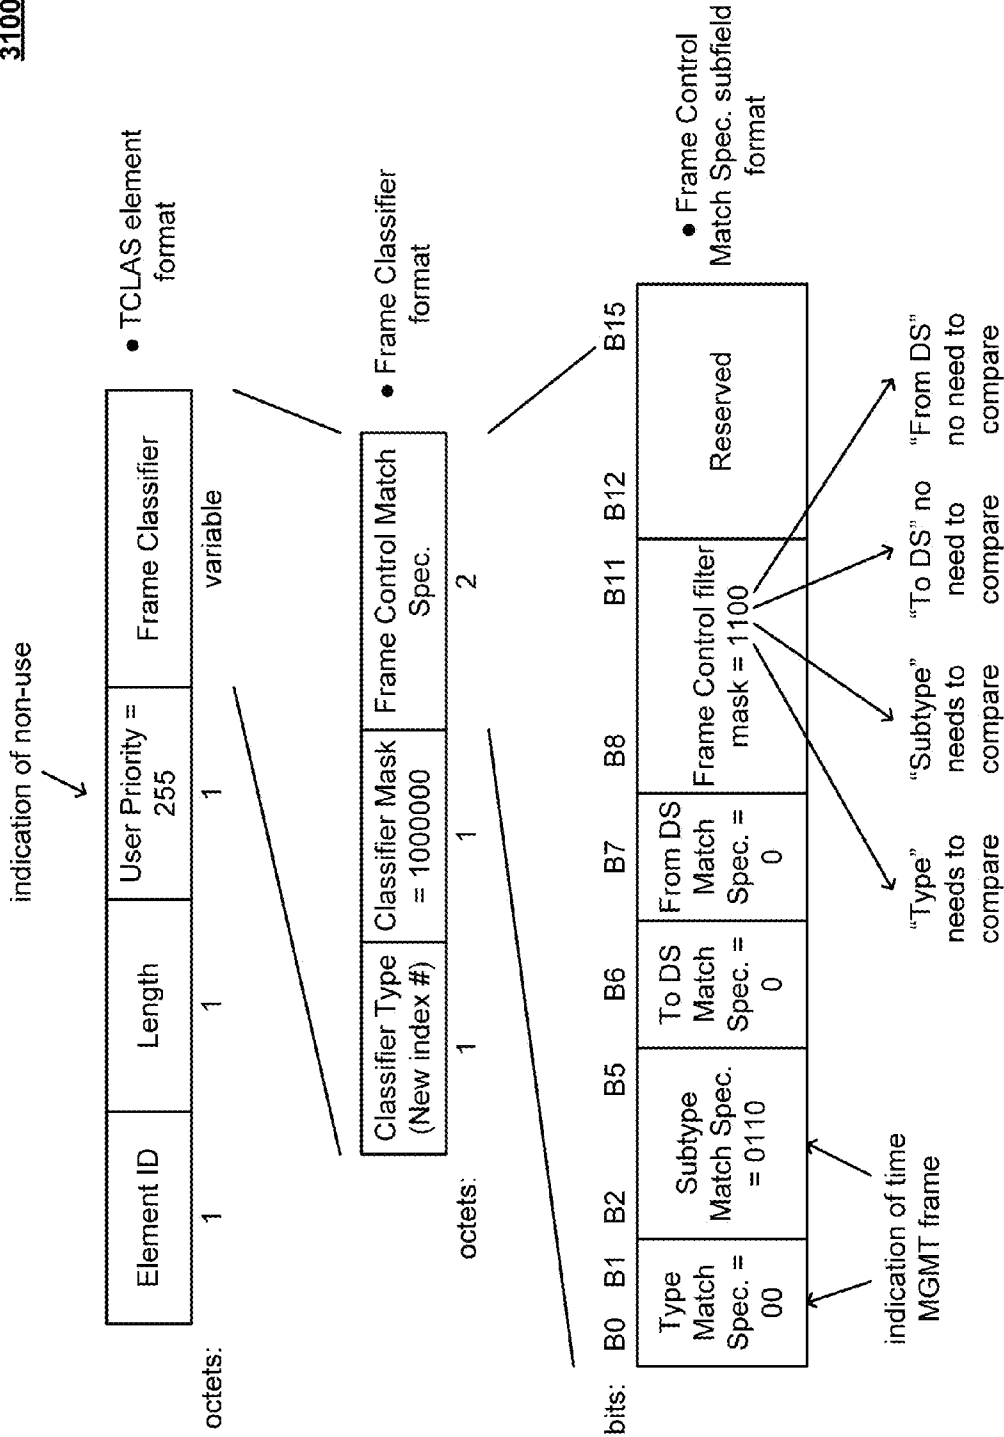 3100
indication of non-use
Element ID
Length
User Priority =
255
Frame Classifier
• TCLAS element
format
octets:
1
1
1
variable
Classifier Type
(New index #)
Classifier Mask
= 1000000
Frame Control Match
Spec.
• Frame Classifier
format
octets:
1
1
2
bits:
B0
B1
B2
B5
B6
B7
B8
B11
B12
B15
Type
Match
Spec. =
00
Subtype
Match Spec.
= 0110
To DS
Match
Spec. =
0
From DS
Match
Spec. =
0
Frame Control filter
mask = 1100
Reserved
• Frame Control
Match Spec. subfield
format
indication of time
MGMT frame
“Type”
needs to
compare
“Subtype”
needs to
compare
“To DS” no
need to
compare
“From DS”
no need to
compare